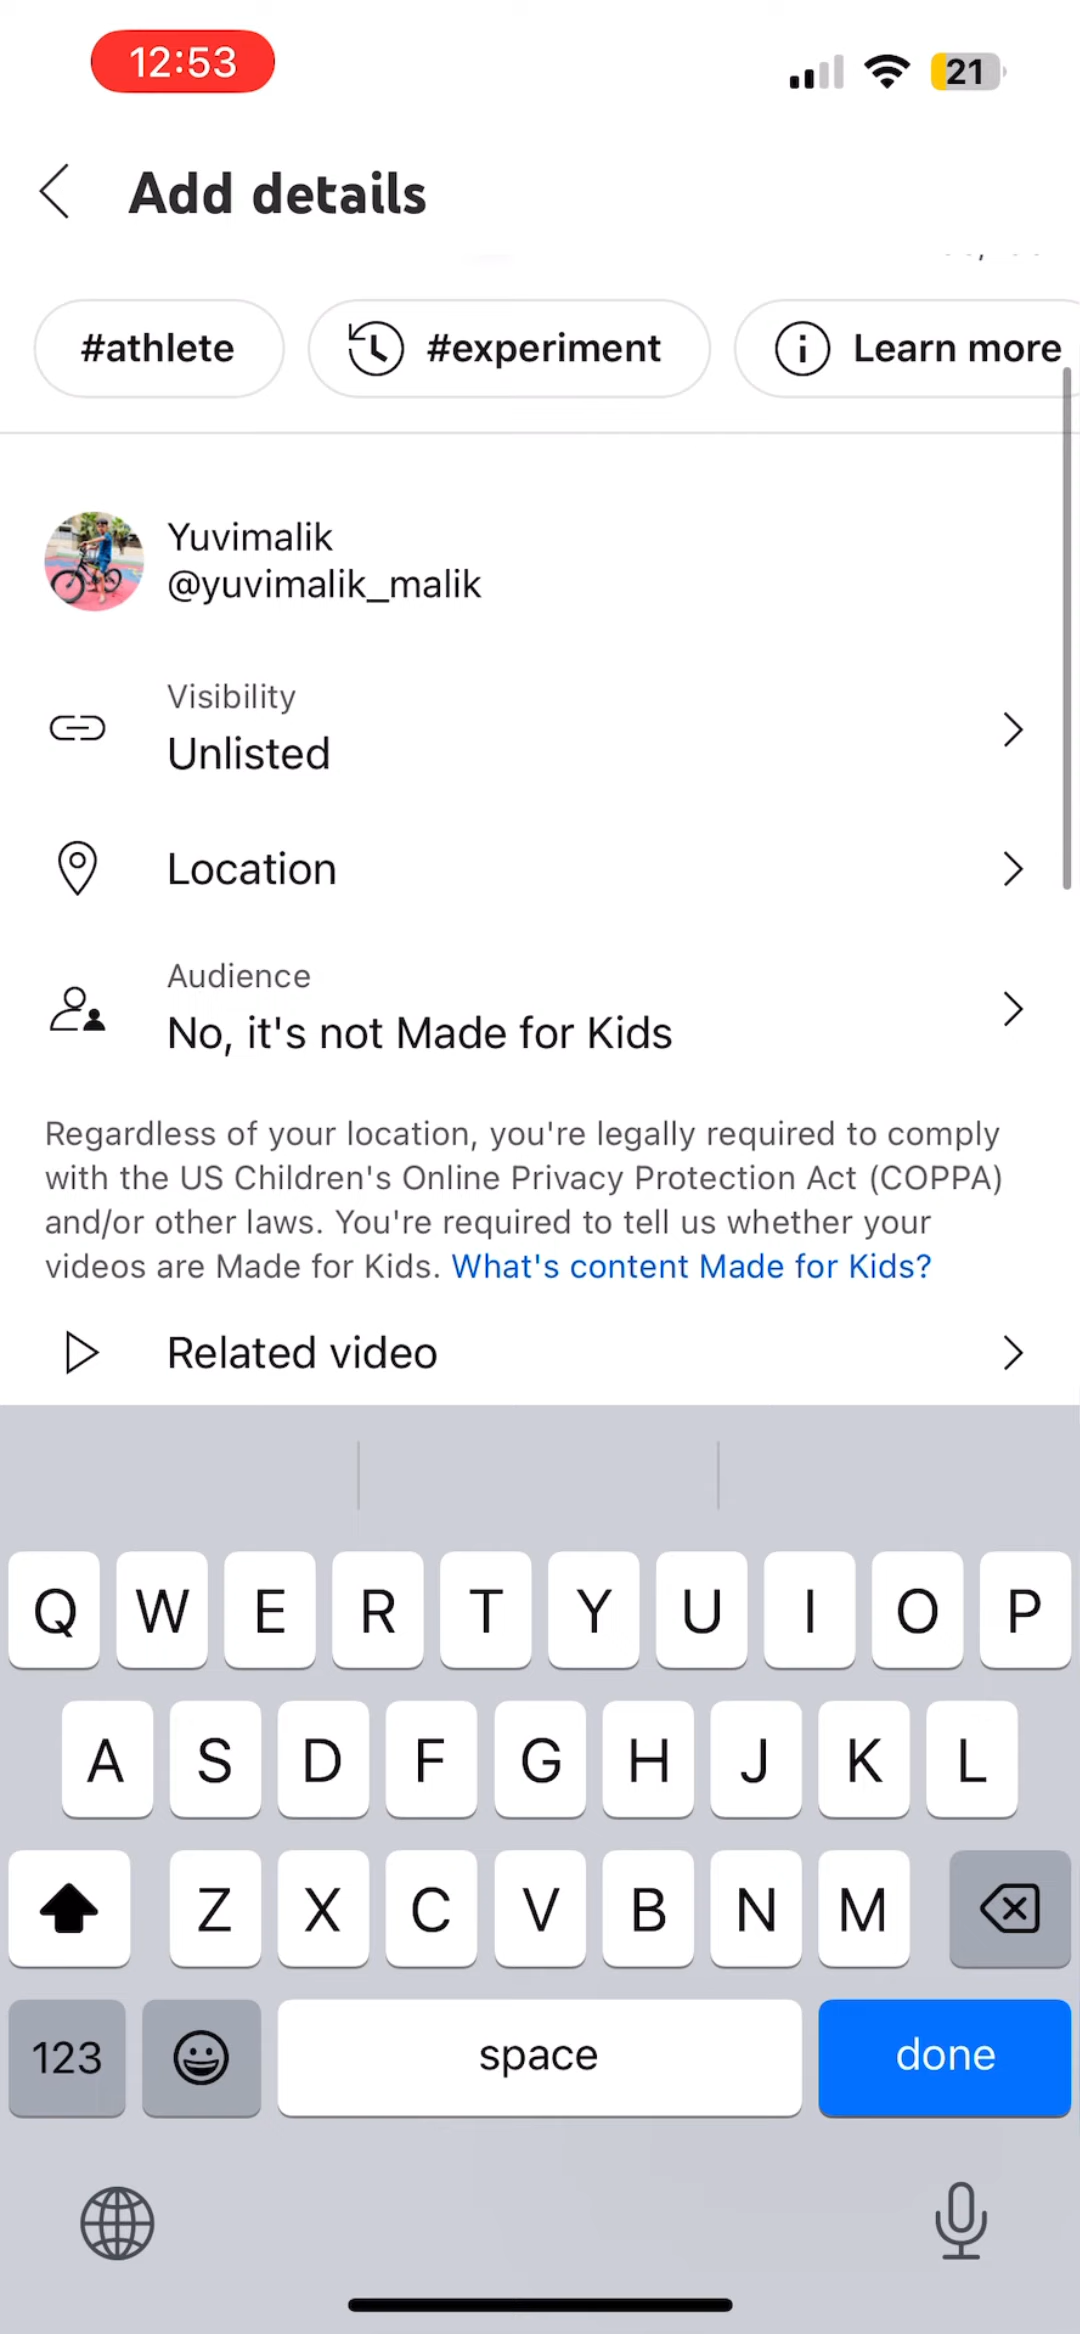 12:53
21
Add details
#athlete
#experiment
Learn more
Yuvimalik
@yuvimalik_malik
Visibility
Unlisted
Location
Audience
No, it's not Made for Kids
Regardless of your location, you're legally required to comply
with the US Children's Online Privacy Protection Act (COPPA)
and/or other laws. You're required to tell us whether your
videos are Made for Kids. What's content Made for Kids?
Related video
Q W E R T Y U I O P
A S D F G H J K L
Z X C V B N M
123 space done